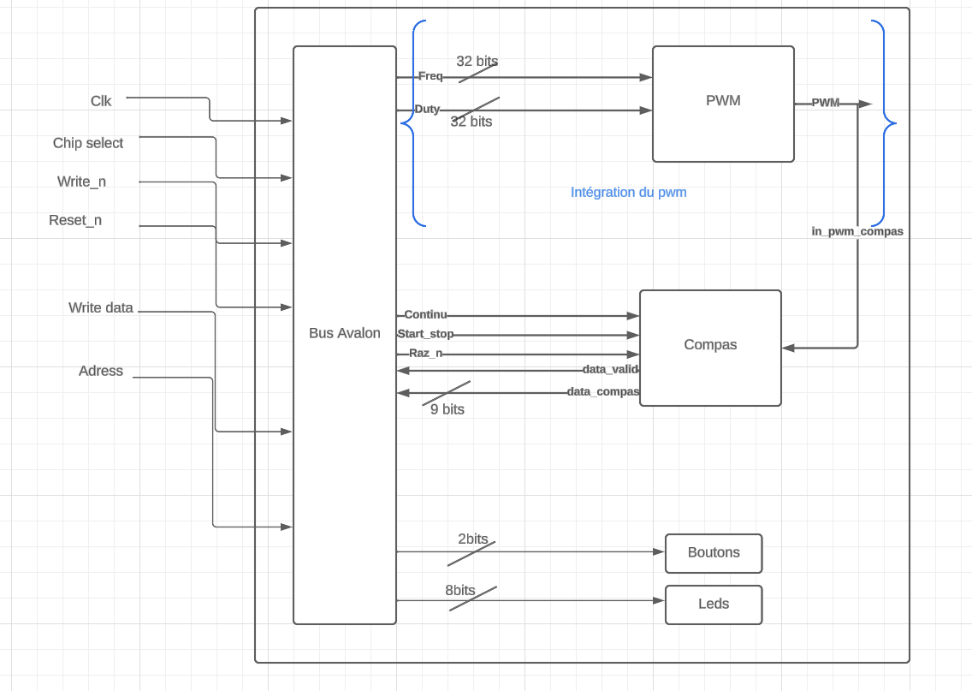 Clk
Chip select
Write_n
Reset_n
Write data
Adress
Bus Avalon
32 bits
Freq
Duty
32 bits
PWM
PWM
Intégration du pwm
in_pwm_compas
Continu
Start_stop
Raz_n
data_valid
data_compas
9 bits
Compas
2bits
Boutons
8bits
Leds